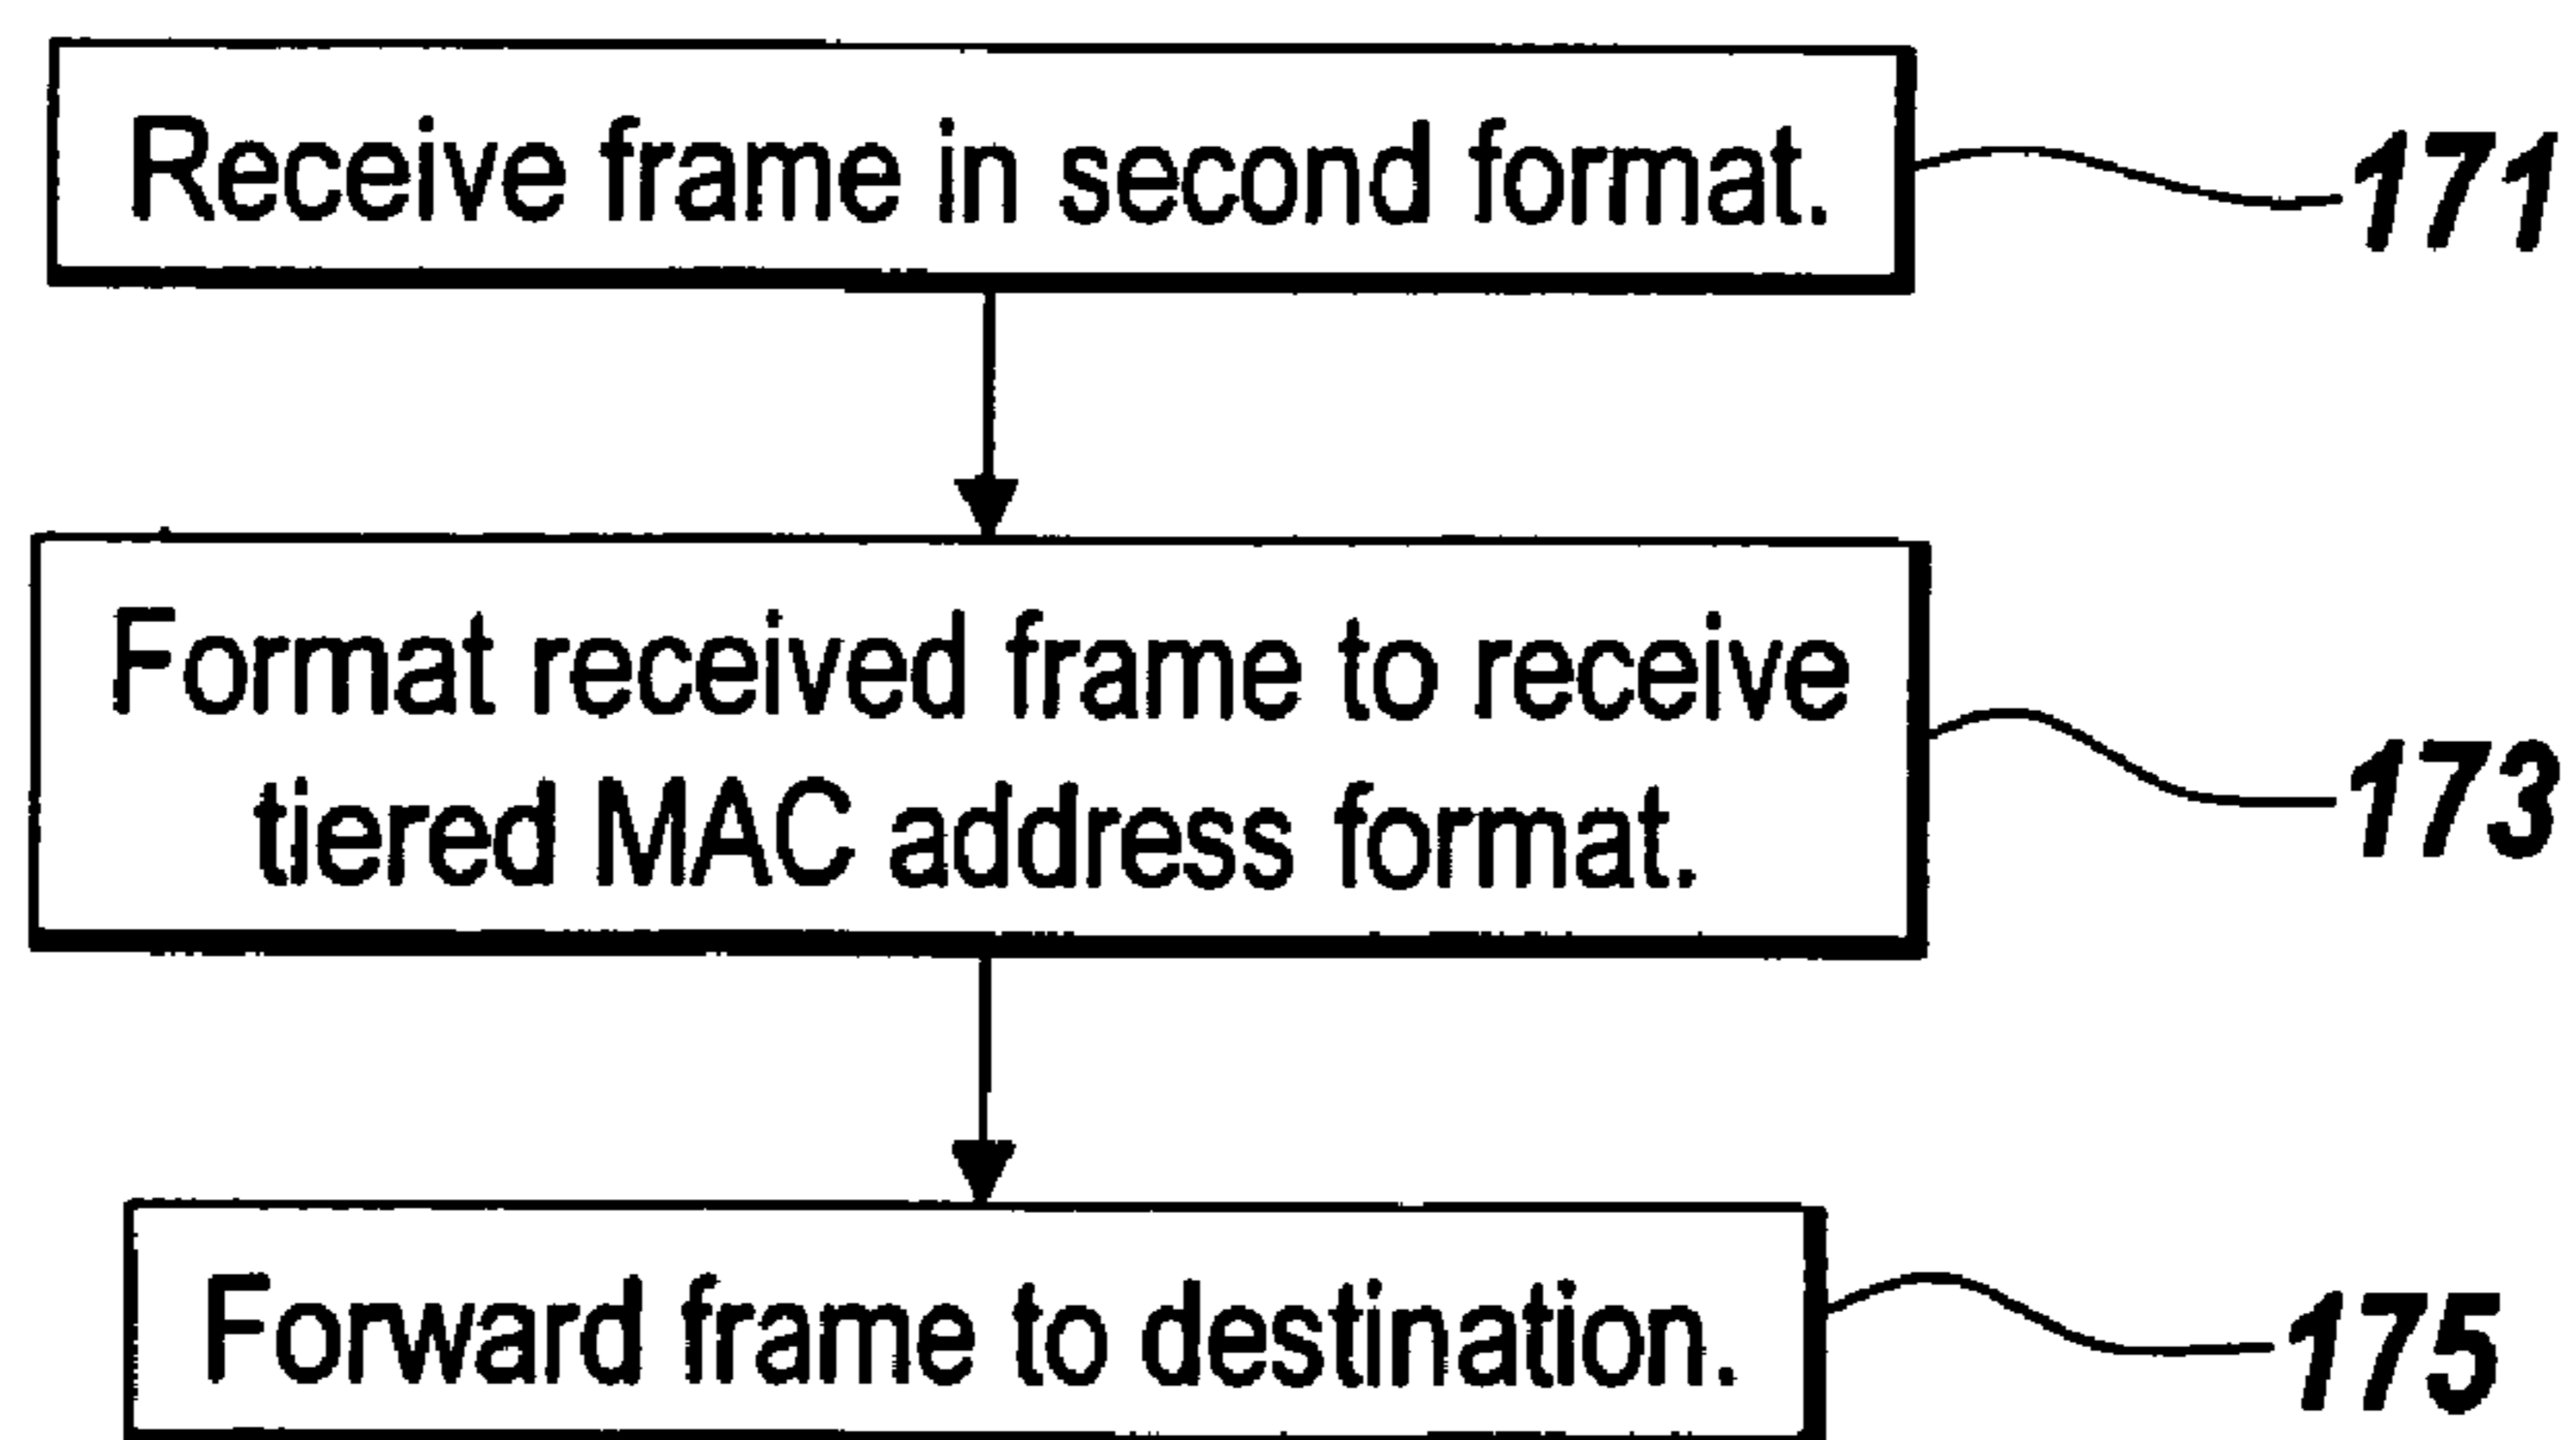 Receive frame in second format.
171
Format received frame to receive
tiered MAC address format.
173
Forward frame to destination.
175